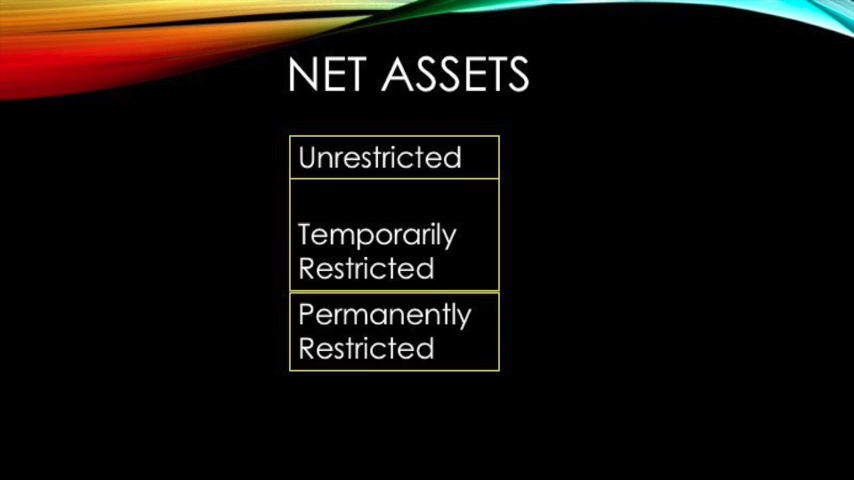 NET ASSETS
Unrestricted
Temporarily
Restricted
Permanently
Restricted